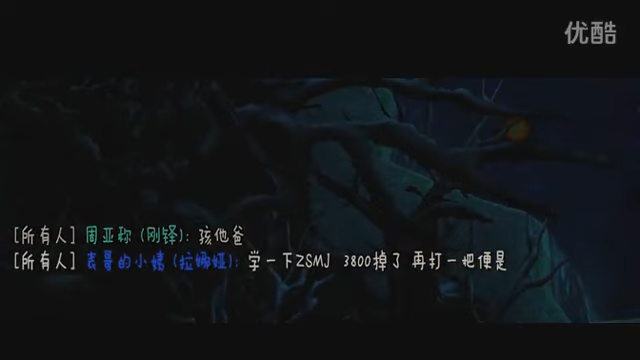 优酷
[所有人] 周亚称 (刚铎): 孩他爸
[所有人] 表哥的小姨 (拉娜娅): 学一下ZSMJ 3800掉了 再打一把便是